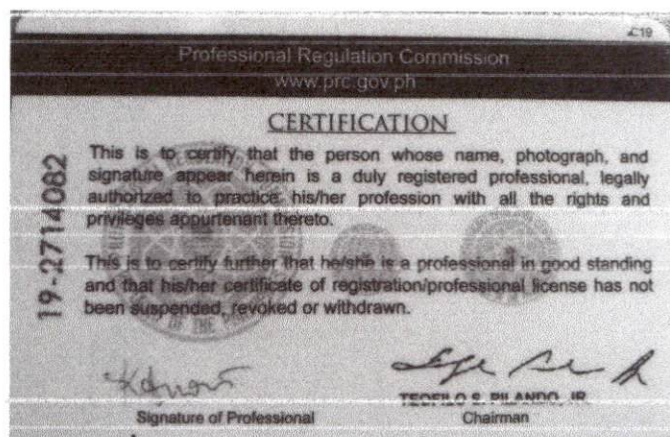 Professional Regulation Commission
www.prc.gov.ph
CERTIFICATION
This is to certify that the person whose name, photograph, and
signature appear herein is a duly registered professional, legally
authorized to practice his/her profession with all the rights and
privileges appurtenant thereto.
This is to certify further that he/she is a professional in good standing
and that his/her certificate of registration/professional license has not
been suspended, revoked or withdrawn.
19-2714082
TEOFILO S. PILANDO, JR.
Signature of Professional
Chairman